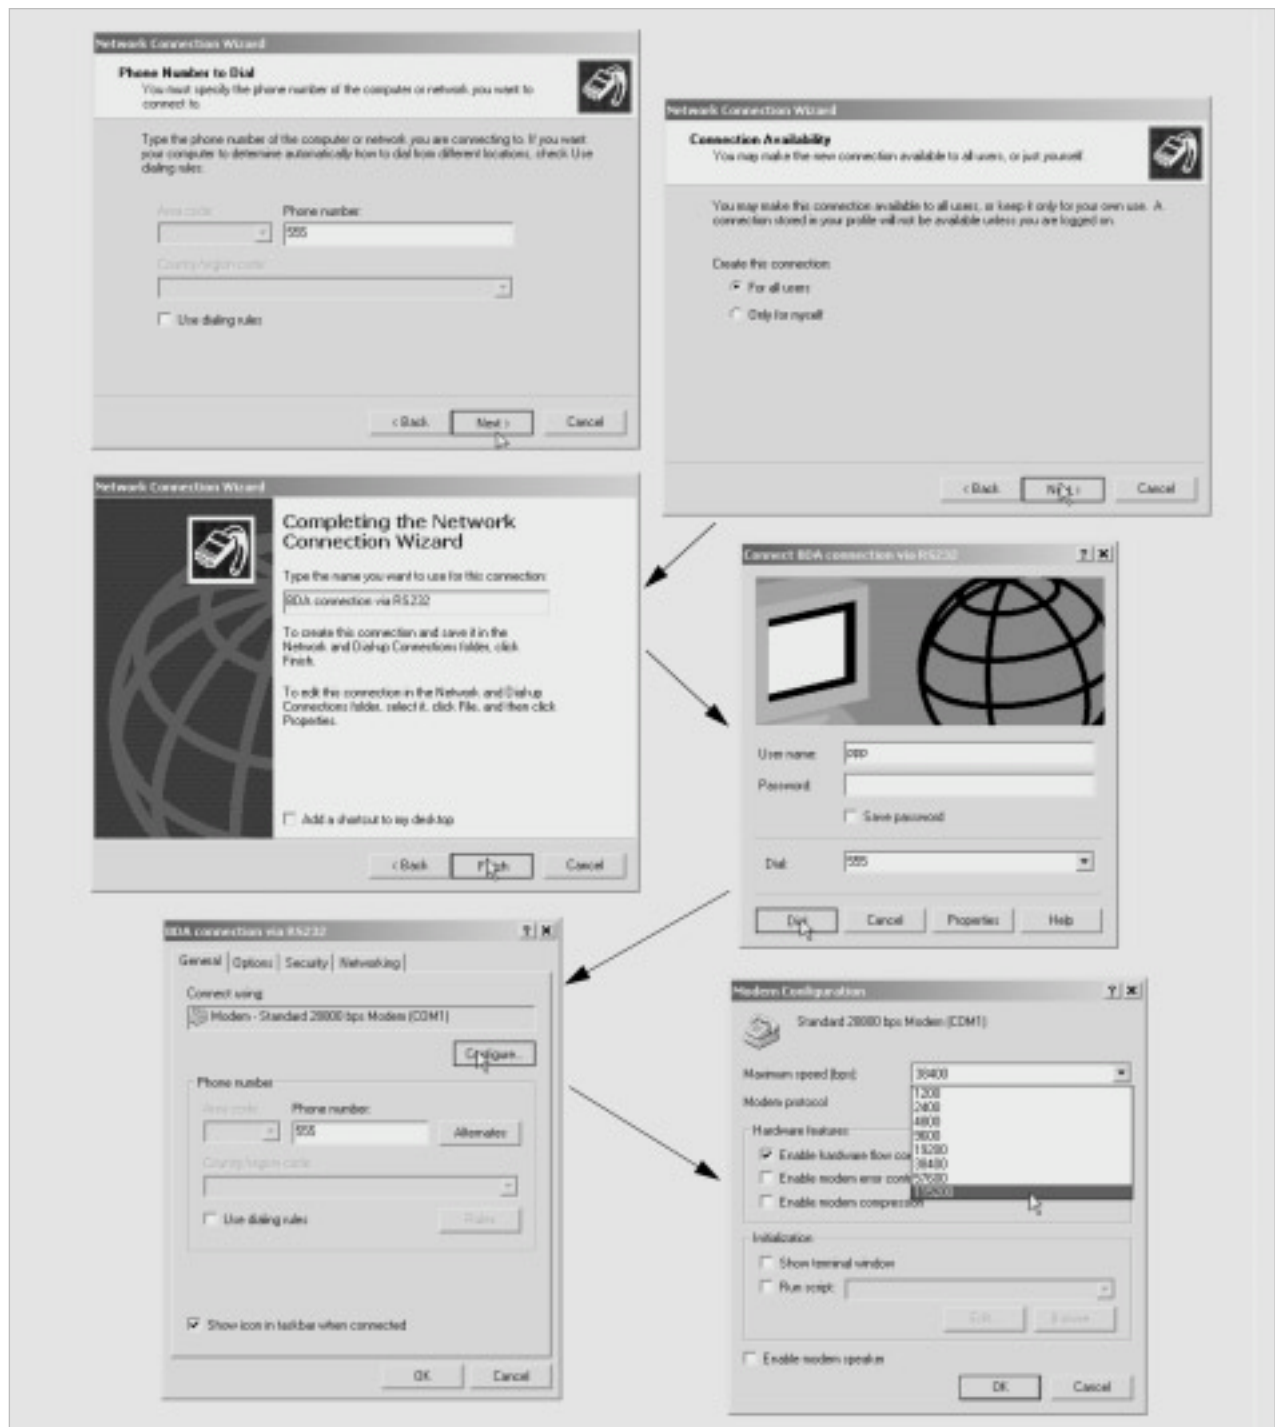 Network Connection Wizard
Phone Number to Dial
You must specify the phone number of the computer or network you want to
connect to.
Type the phone number of the computer or network you are connecting to. If you want
your computer to determine automatically how to dial from different locations, check Use
dialing rules.
Area code:
Phone number:
555
Country/region code:
Use dialing rules
< Back
Next >
Cancel
Network Connection Wizard
Connection Availability
You may make the new connection available to all users, or just yourself.
You may make this connection available to all users, or keep it only for your own use. A
connection stored in your profile will not be available unless you are logged on.
Create this connection:
For all users
Only for myself
< Back
Next >
Cancel
Network Connection Wizard
Completing the Network
Connection Wizard
Type the name you want to use for this connection:
BDA connection via RS232
To create this connection and save it in the
Network and Dial-up Connections folder, click
Finish.
To edit this connection in the Network and Dial-up
Connections folder, select it, click File, and then click
Properties.
Add a shortcut to my desktop
< Back
Finish
Cancel
Connect BDA connection via RS232
User name:
ppp
Password:
Save password
Dial:
555
Dial
Cancel
Properties
Help
BDA connection via RS232
General
Options
Security
Networking
Connect using:
Modem - Standard 28800 bps Modem (COM1)
Configure...
Phone number
Area code:
Phone number:
555
Alternates
Country/region code:
Use dialing rules
Rules
Show icon in taskbar when connected
OK
Cancel
Modem Configuration
Standard 28800 bps Modem (COM1)
Maximum speed (bps):
38400
1200
2400
4800
9600
19200
38400
57600
115200
Modem protocol
Hardware features
Enable hardware flow
Enable modem error
Enable modem compression
Initialization
Show terminal window
Run script:
Edit...
Browse...
Enable modem speaker
OK
Cancel